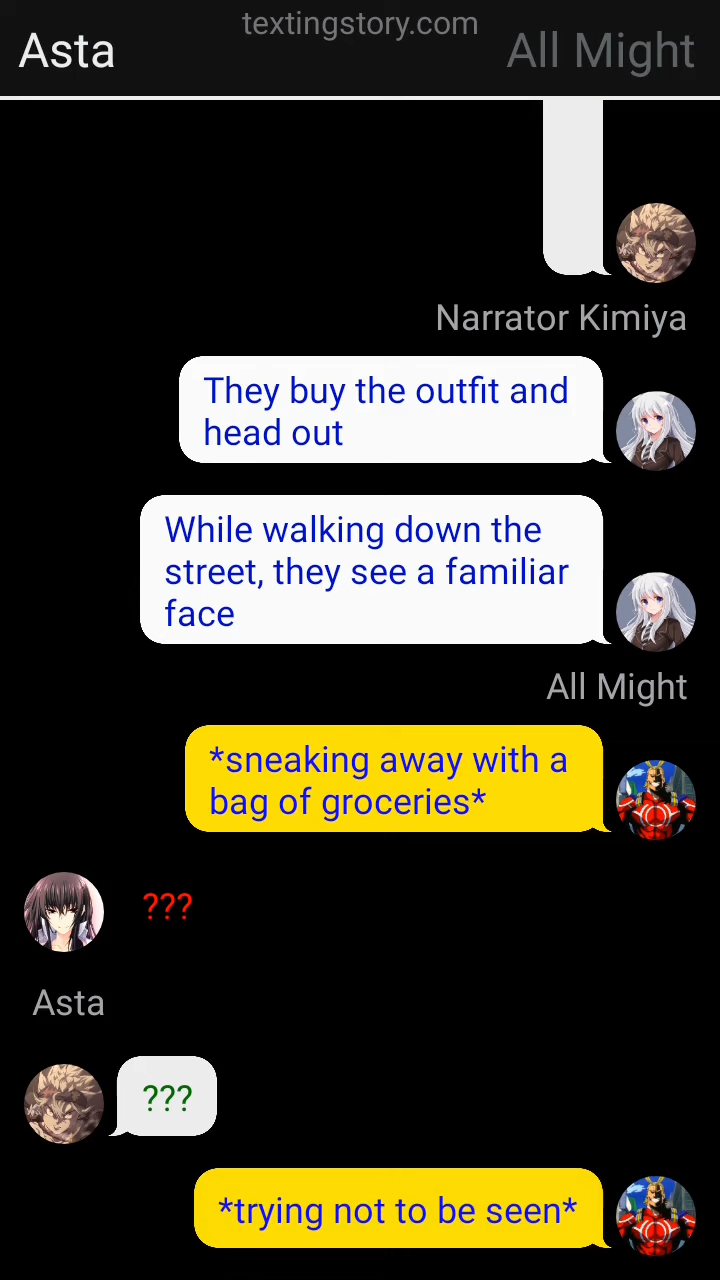 textingstory.com
Asta
All Might
Narrator Kimiya
They buy the outfit and
head out
While walking down the
street, they see a familiar
face
All Might
*sneaking away with a
bag of groceries*
???
Asta
???
*trying not to be seen*